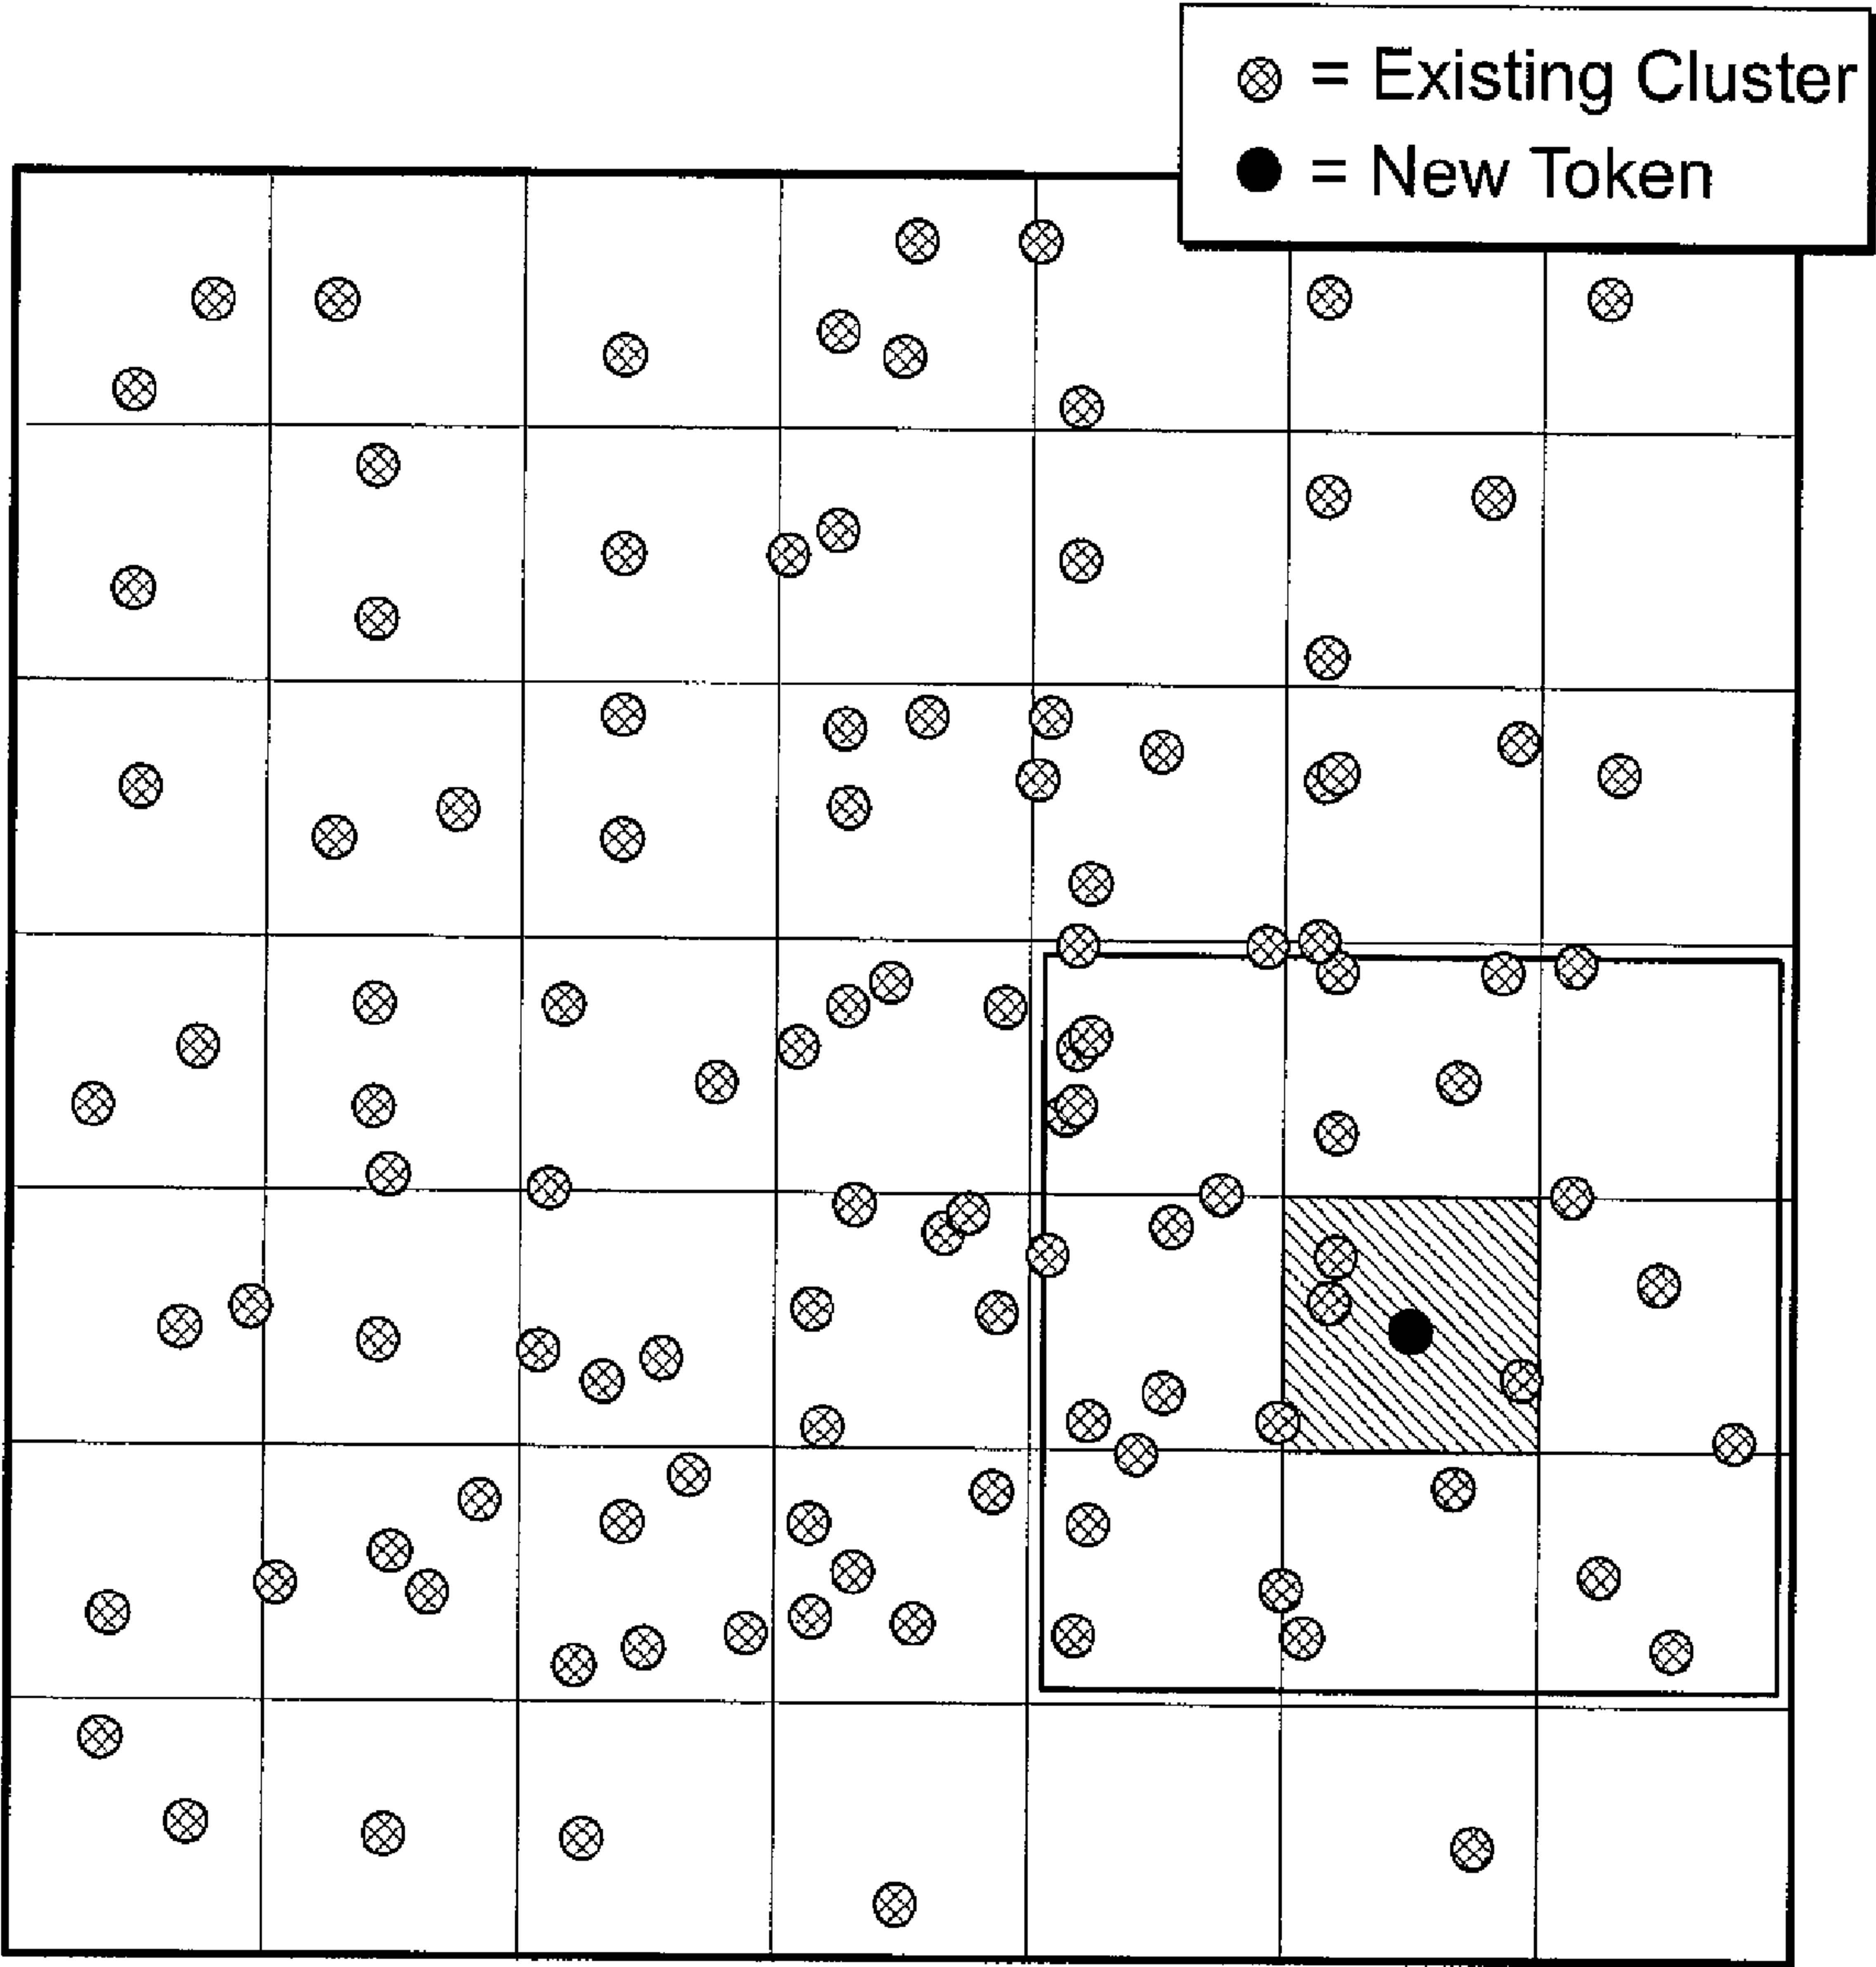 = Existing Cluster
= New Token